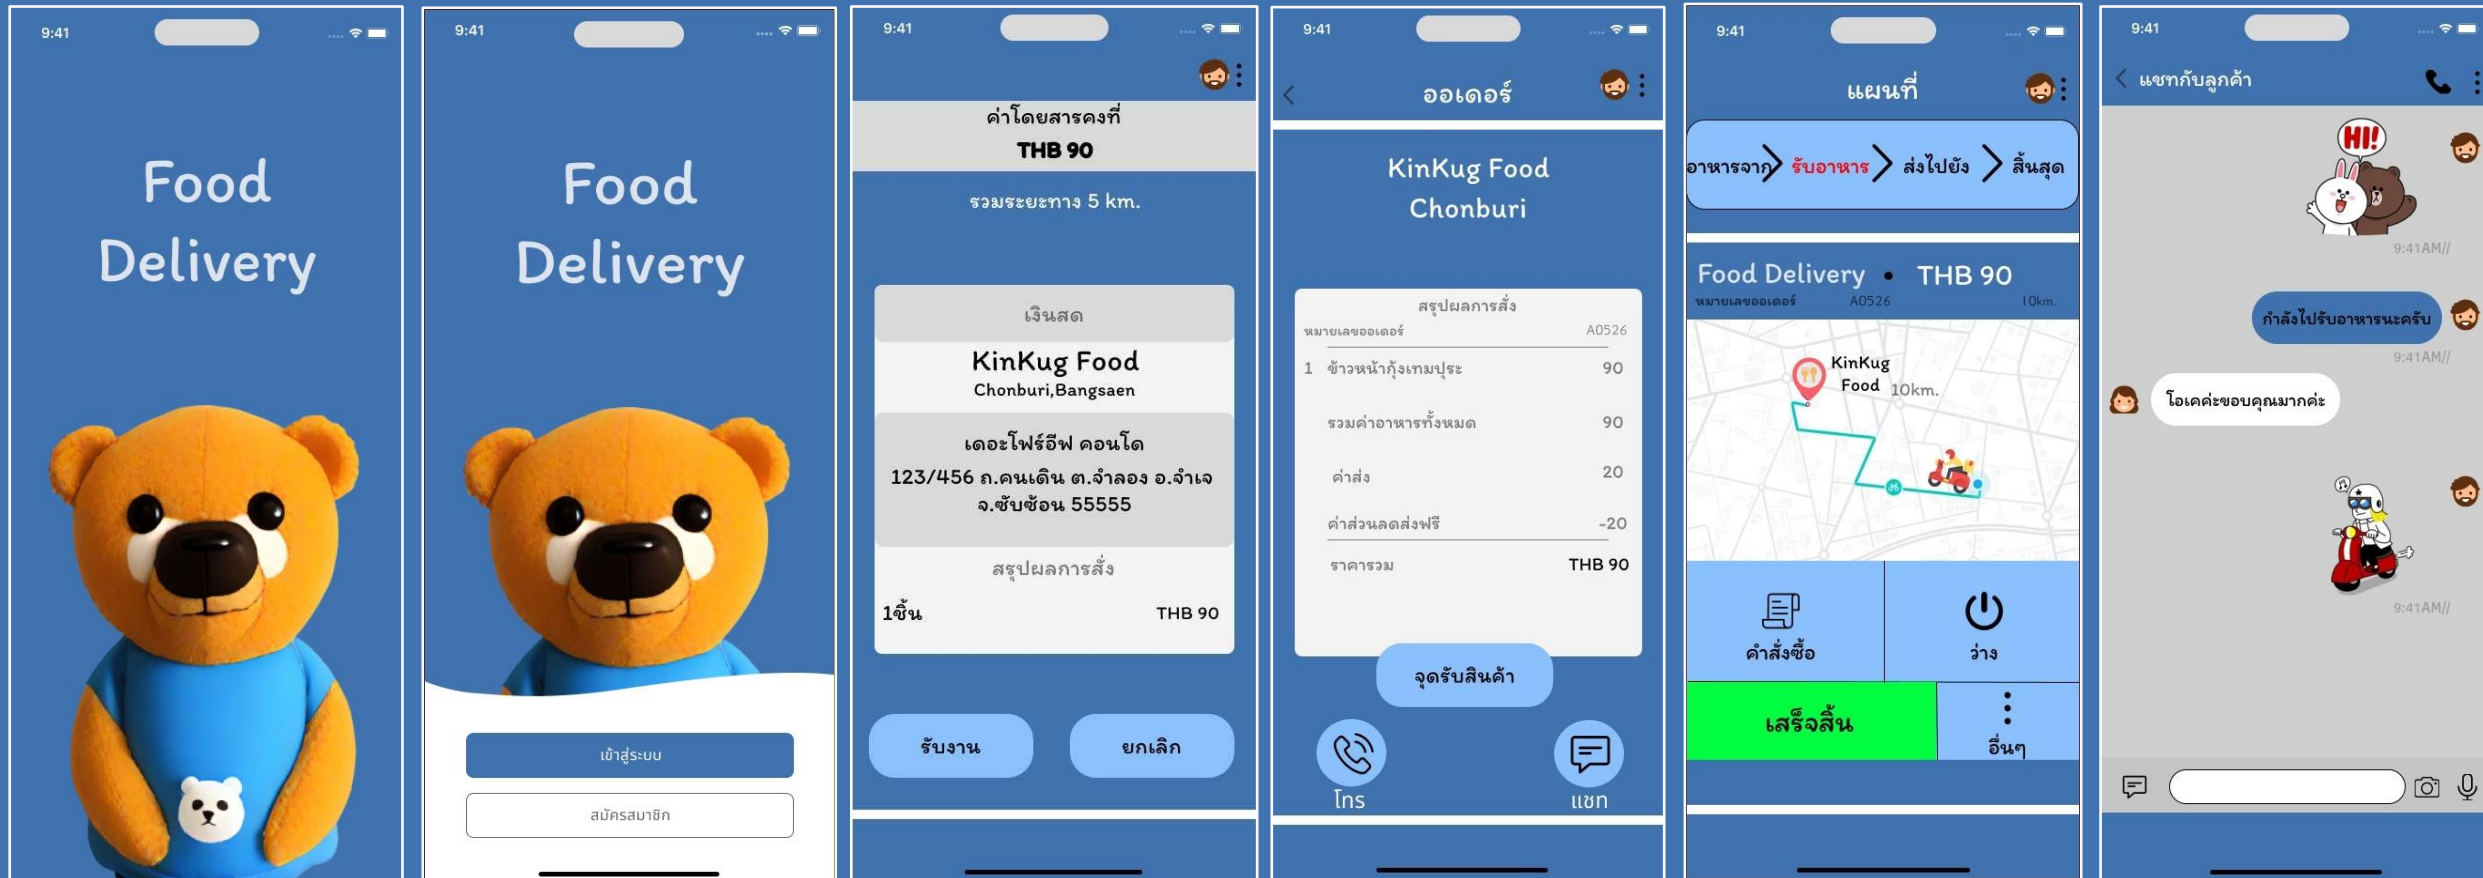 9:41
Food
Delivery
9:41
Food
Delivery
เข้าสู่ระบบ
สมัครสมาชิก
9:41
ค่าโดยสารคงที่
THB 90
รวมระยะทาง 5 km.
เงินสด
KinKug Food
Chonburi,Bangsaen
เดอะโฟร์อีฟ คอนโด
123/456 ถ.คนเดิน ต.จำลอง อ.จำเจ
จ.ซับซ้อน 55555
สรุปผลการสั่ง
1ชิ้น THB 90
รับงาน ยกเลิก
9:41
ออเดอร์
KinKug Food
Chonburi
สรุปผลการสั่ง
หมายเลขออเดอร์ A0526
1 ข้าวหน้ากุ้งเทมปุระ 90
รวมค่าอาหารทั้งหมด 90
ค่าส่ง 20
ค่าส่วนลดส่งฟรี -20
ราคารวม THB 90
จุดรับสินค้า
โทร แชท
9:41
แผนที่
อาหารจาก รับอาหาร ส่งไปยัง สิ้นสุด
Food Delivery • THB 90
หมายเลขออเดอร์ A0526 10km.
KinKug
Food 10km.
คำสั่งซื้อ ว่าง
เสร็จสิ้น อื่นๆ
9:41
แชทกับลูกค้า
HI!
9:41AM//
กำลังไปรับอาหารนะครับ
9:41AM//
โอเคค่ะขอบคุณมากค่ะ
9:41AM//